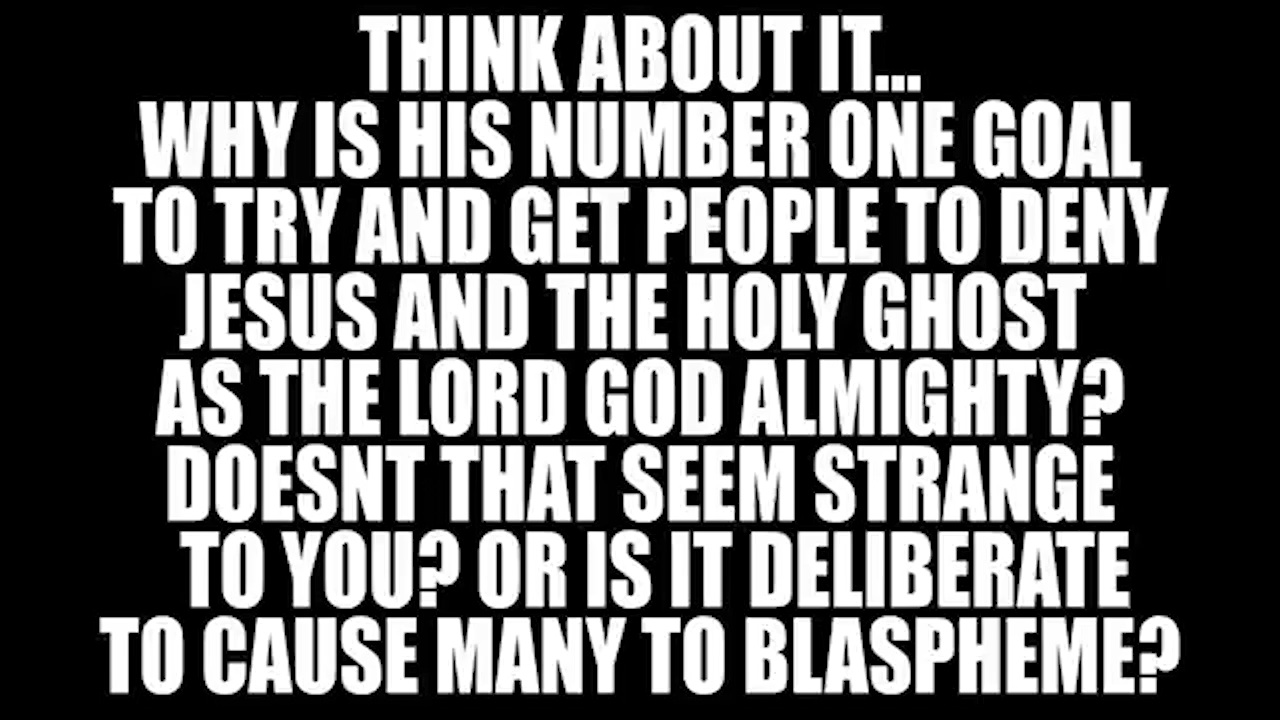 THINK ABOUT IT...
WHY IS HIS NUMBER ONE GOAL
TO TRY AND GET PEOPLE TO DENY
JESUS AND THE HOLY GHOST
AS THE LORD GOD ALMIGHTY?
DOESNT THAT SEEM STRANGE
TO YOU? OR IS IT DELIBERATE
TO CAUSE MANY TO BLASPHEME?